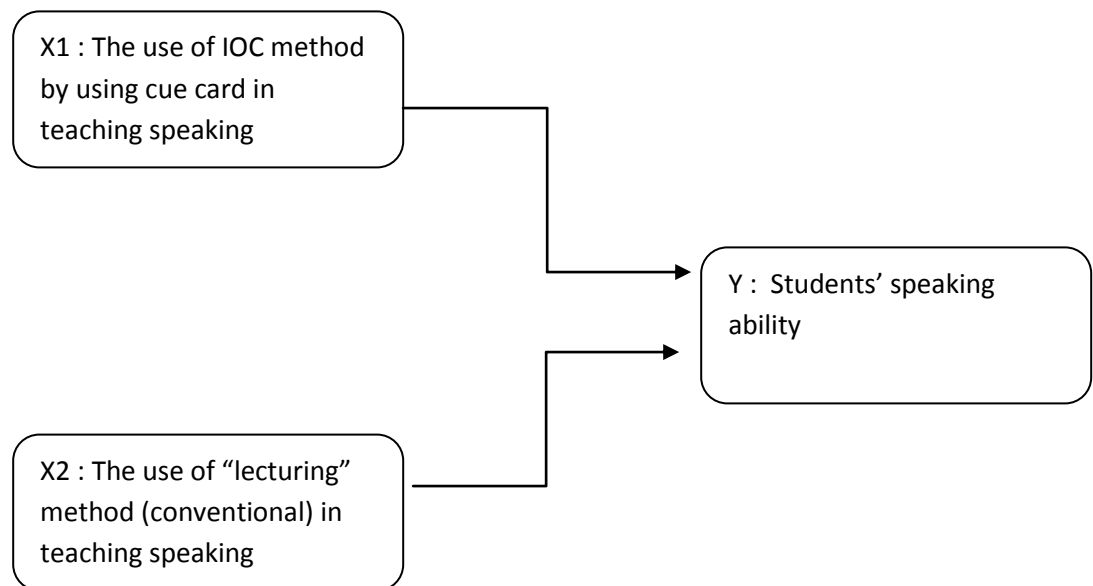 X1 : The use of IOC method
by using cue card in
teaching speaking
Y : Students’ speaking
ability
X2 : The use of “lecturing”
method (conventional) in
teaching speaking